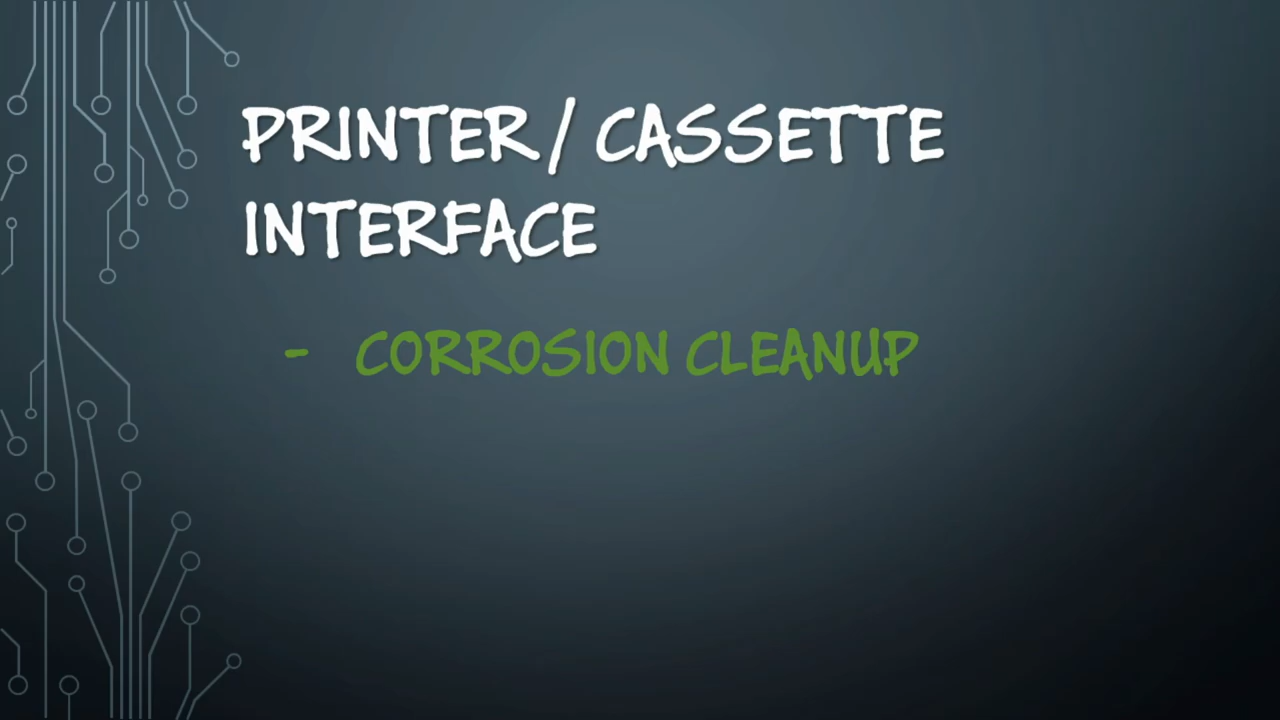 PRINTER / CASSETTE
INTERFACE
- CORROSION CLEANUP